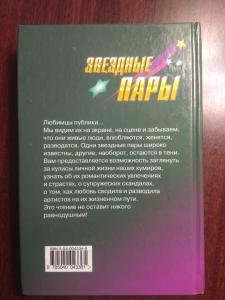 ЗВЕЗДНЫЕ
ПАРЫ
Любимцы публики...
Мы видим их на экране, на сцене и забываем,
что они живые люди, влюбляются, женятся,
разводятся. Одни звездные пары широко
известны, другие, наоборот, остаются в тени.
Вам предоставляется возможность заглянуть
за кулисы личной жизни наших кумиров,
узнать об их романтических увлечениях
и страстях, о супружеских скандалах,
о том, как любовь сводила и разводила
артистов на их жизненном пути.
Это чтение не оставит никого
равнодушным!